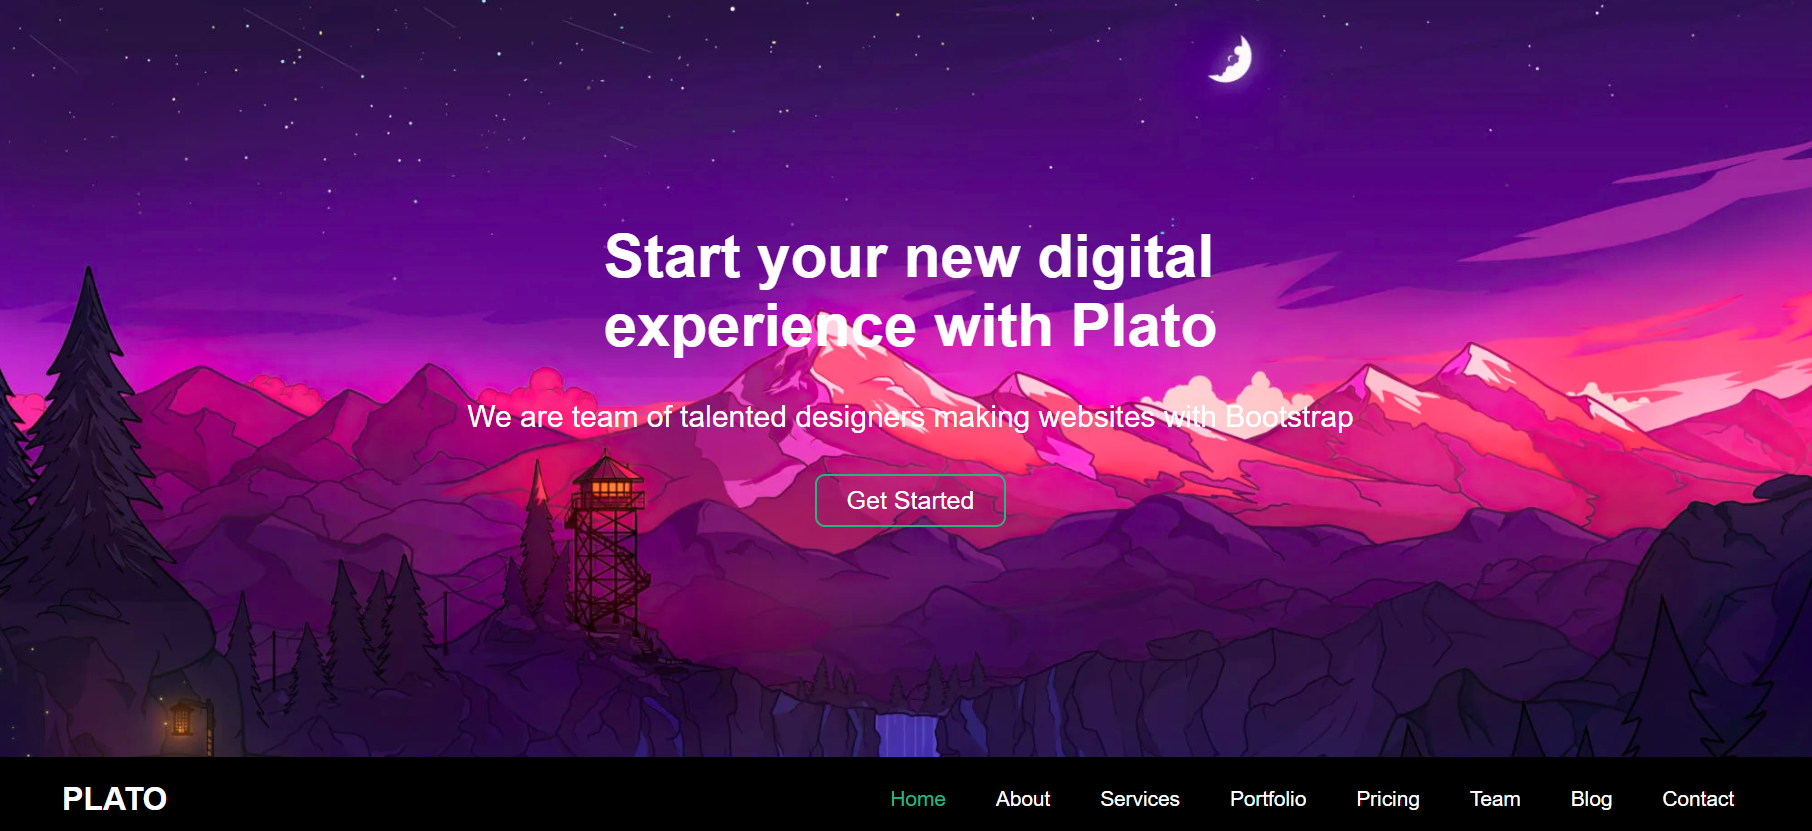 Start your new digital
experience with Plato
We are team of talented designers making websites with Bootstrap
Get Started
PLATO
Home About Services Portfolio Pricing Team Blog Contact